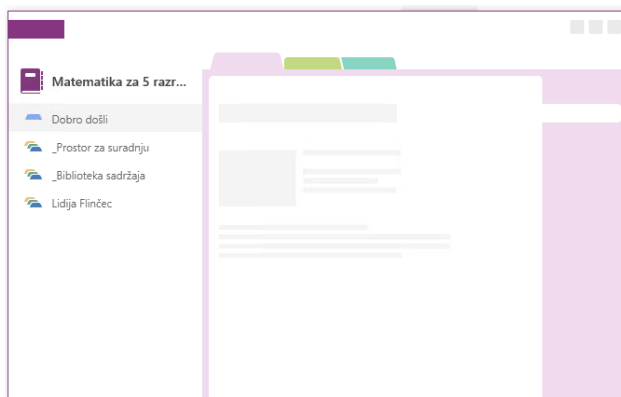 Matematika za 5 razr...
Dobro došli
_Prostor za suradnju
_Biblioteka sadržaja
Lidija Flinčec